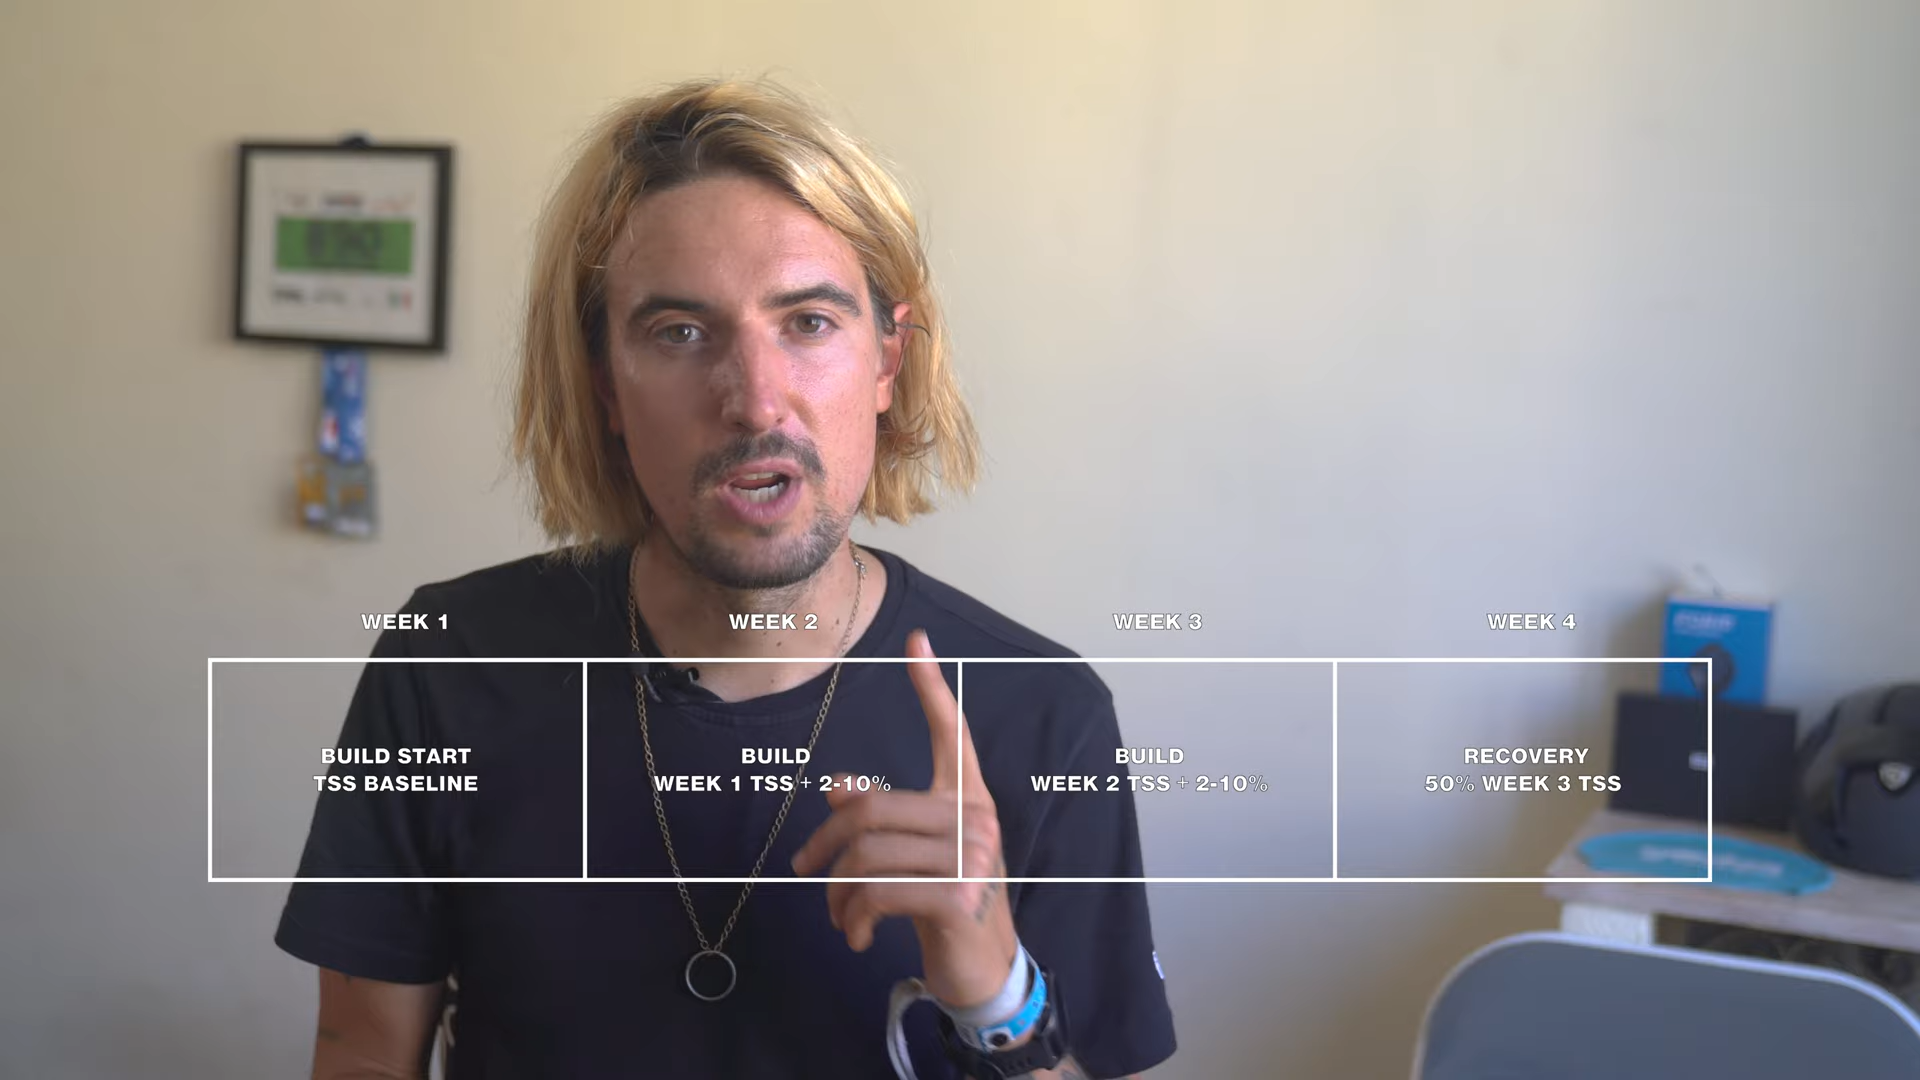 WEEK 1
WEEK 2
WEEK 3
WEEK 4
BUILD START
TSS BASELINE
BUILD
WEEK 1 TSS + 2-10%
BUILD
WEEK 2 TSS + 2-10%
RECOVERY
50% WEEK 3 TSS